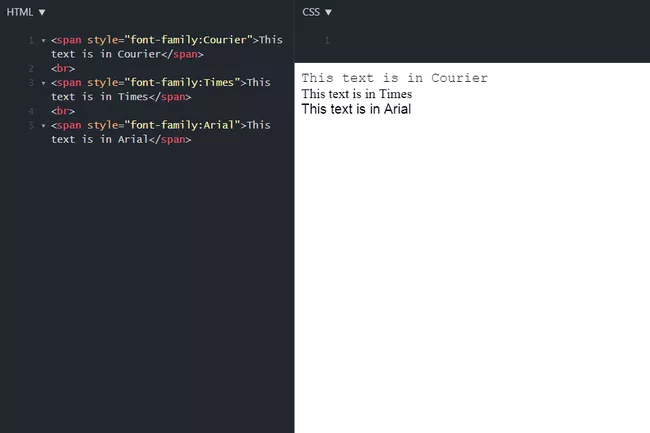 HTML ▼
1 ▾ <span style="font-family:Courier">This
text is in Courier</span>
2 <br>
3 ▾ <span style="font-family:Times">This
text is in Times</span>
4 <br>
5 ▾ <span style="font-family:Arial">This
text is in Arial</span>
CSS ▼
1
This text is in Courier
This text is in Times
This text is in Arial